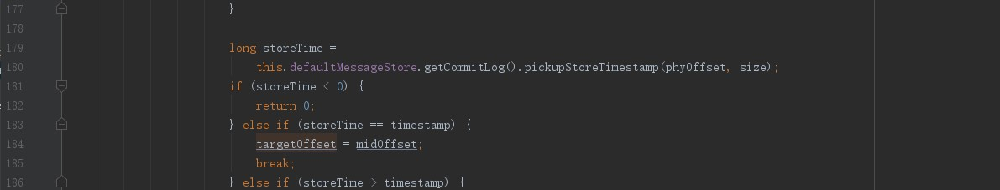 177 }
178
179 long storeTime =
180 this.defaultMessageStore.getCommitLog().pickupStoreTimestamp(phyOffset, size);
181 if (storeTime < 0) {
182 return 0;
183 } else if (storeTime == timestamp) {
184 targetOffset = midOffset;
185 break;
186 } else if (storeTime > timestamp) {